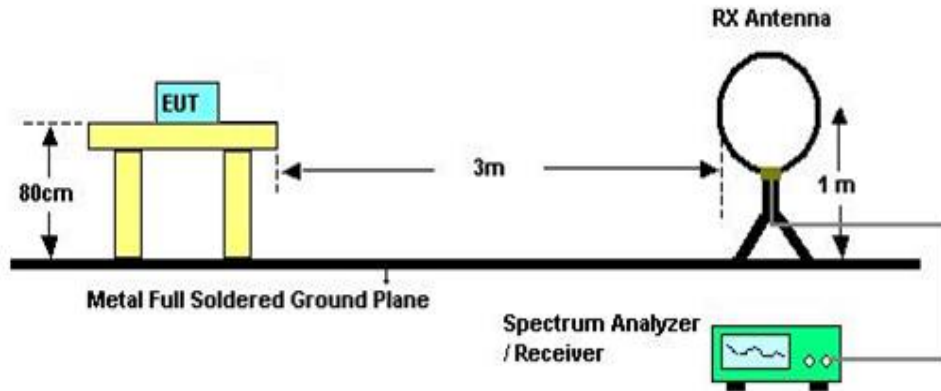 RX Antenna
EUT
80cm
3m
1 m
Metal Full Soldered Ground Plane
Spectrum Analyzer
/ Receiver